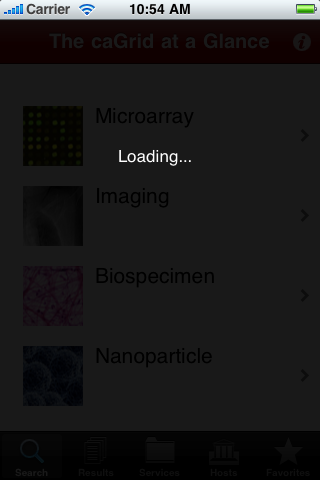 Carrier 10:54 AM
The caGrid at a Glance
Microarray
Loading...
Imaging
Biospecimen
Nanoparticle
Search Results Services Hosts Favorites